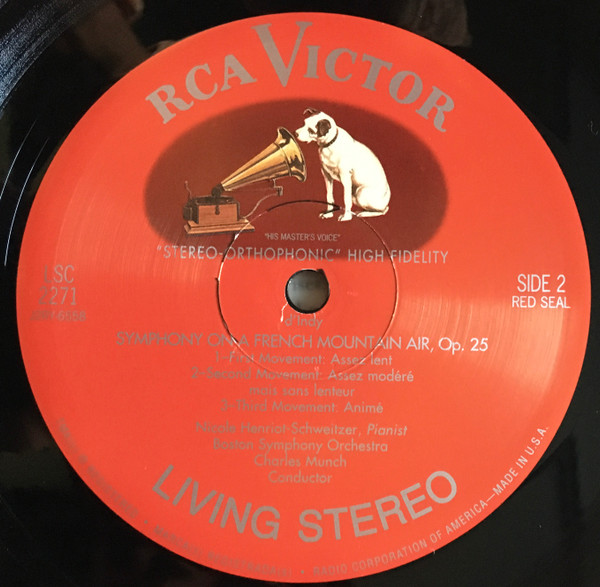 RCA VICTOR
"HIS MASTER'S VOICE"
"STEREO-ORTHOPHONIC" HIGH FIDELITY
LSC
2271
SIDE 2
RED SEAL
d'Indy
SYMPHONY ON A FRENCH MOUNTAIN AIR, Op. 25
1-First Movement: Assez lent
2-Second Movement: Assez modéré
mais sans lenteur
3-Third Movement: Animé
Nicole Henriot-Schweitzer, Pianist
Boston Symphony Orchestra
Charles Munch
Conductor
LIVING STEREO
RADIO CORPORATION OF AMERICA—MADE IN U.S.A.